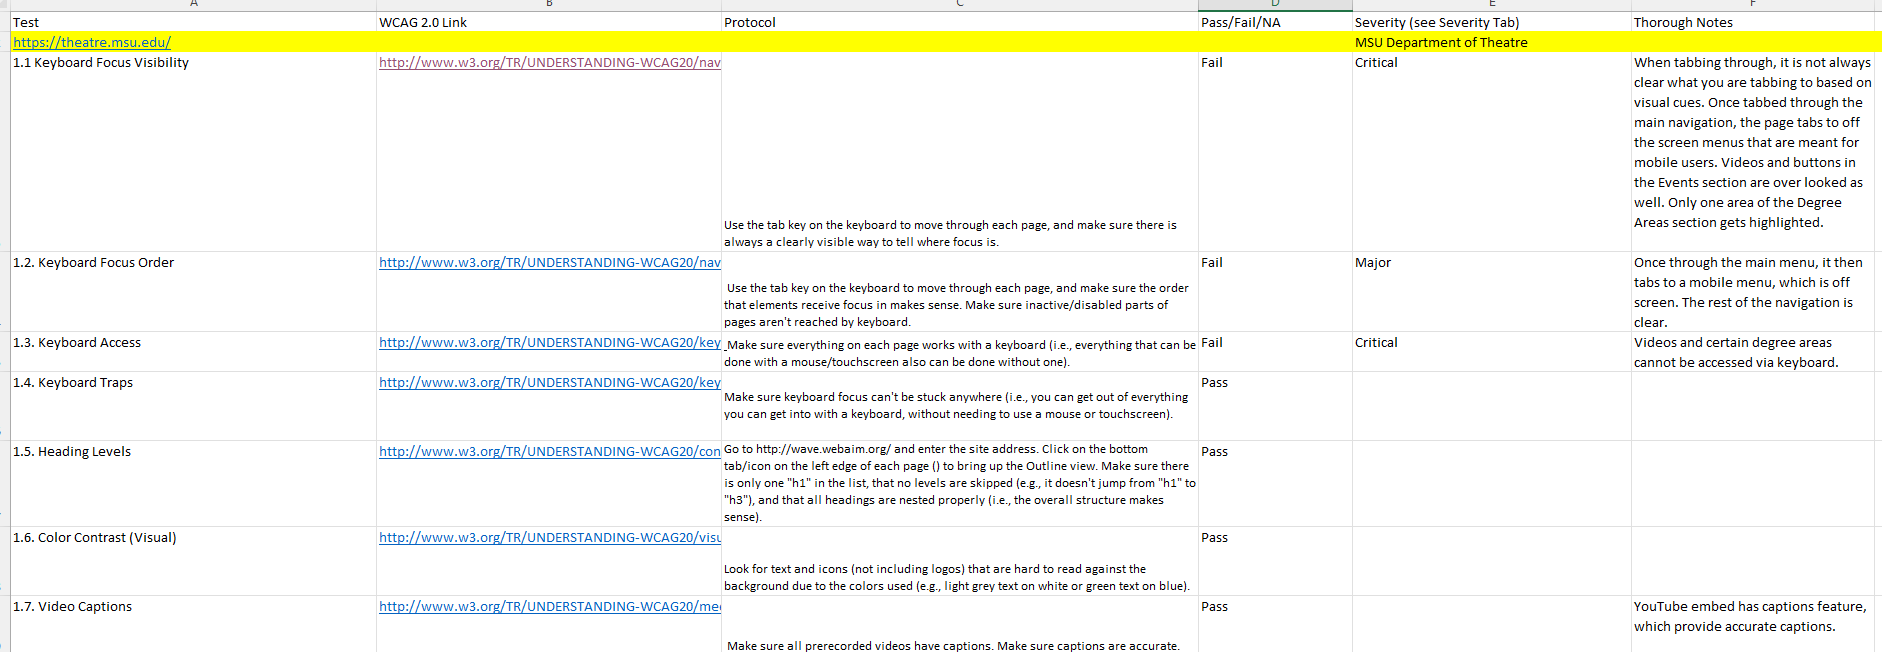 A B C D E F
Test WCAG 2.0 Link Protocol Pass/Fail/NA Severity (see Severity Tab) Thorough Notes
https://theatre.msu.edu/ MSU Department of Theatre
1.1 Keyboard Focus Visibility http://www.w3.org/TR/UNDERSTANDING-WCAG20/nav Fail Critical
Use the tab key on the keyboard to move through each page, and make sure there is
always a clearly visible way to tell where focus is.
When tabbing through, it is not always
clear what you are tabbing to based on
visual cues. Once tabbed through the
main navigation, the page tabs to off
the screen menus that are meant for
mobile users. Videos and buttons in
the Events section are over looked as
well. Only one area of the Degree
Areas section gets highlighted.
1.2. Keyboard Focus Order http://www.w3.org/TR/UNDERSTANDING-WCAG20/nav
Use the tab key on the keyboard to move through each page, and make sure the order
that elements receive focus in makes sense. Make sure inactive/disabled parts of
pages aren't reached by keyboard.
Fail Major
Once through the main menu, it then
tabs to a mobile menu, which is off
screen. The rest of the navigation is
clear.
1.3. Keyboard Access http://www.w3.org/TR/UNDERSTANDING-WCAG20/key
Make sure everything on each page works with a keyboard (i.e., everything that can be
done with a mouse/touchscreen also can be done without one).
Fail Critical
Videos and certain degree areas
cannot be accessed via keyboard.
1.4. Keyboard Traps http://www.w3.org/TR/UNDERSTANDING-WCAG20/key
Make sure keyboard focus can't be stuck anywhere (i.e., you can get out of everything
you can get into with a keyboard, without needing to use a mouse or touchscreen).
Pass
1.5. Heading Levels http://www.w3.org/TR/UNDERSTANDING-WCAG20/con
Go to http://wave.webaim.org/ and enter the site address. Click on the bottom
tab/icon on the left edge of each page () to bring up the Outline view. Make sure there
is only one "h1" in the list, that no levels are skipped (e.g., it doesn't jump from "h1" to
"h3"), and that all headings are nested properly (i.e., the overall structure makes
sense).
Pass
1.6. Color Contrast (Visual) http://www.w3.org/TR/UNDERSTANDING-WCAG20/visu
Look for text and icons (not including logos) that are hard to read against the
background due to the colors used (e.g., light grey text on white or green text on blue).
Pass
1.7. Video Captions http://www.w3.org/TR/UNDERSTANDING-WCAG20/med
Make sure all prerecorded videos have captions. Make sure captions are accurate.
Pass
YouTube embed has captions feature,
which provide accurate captions.